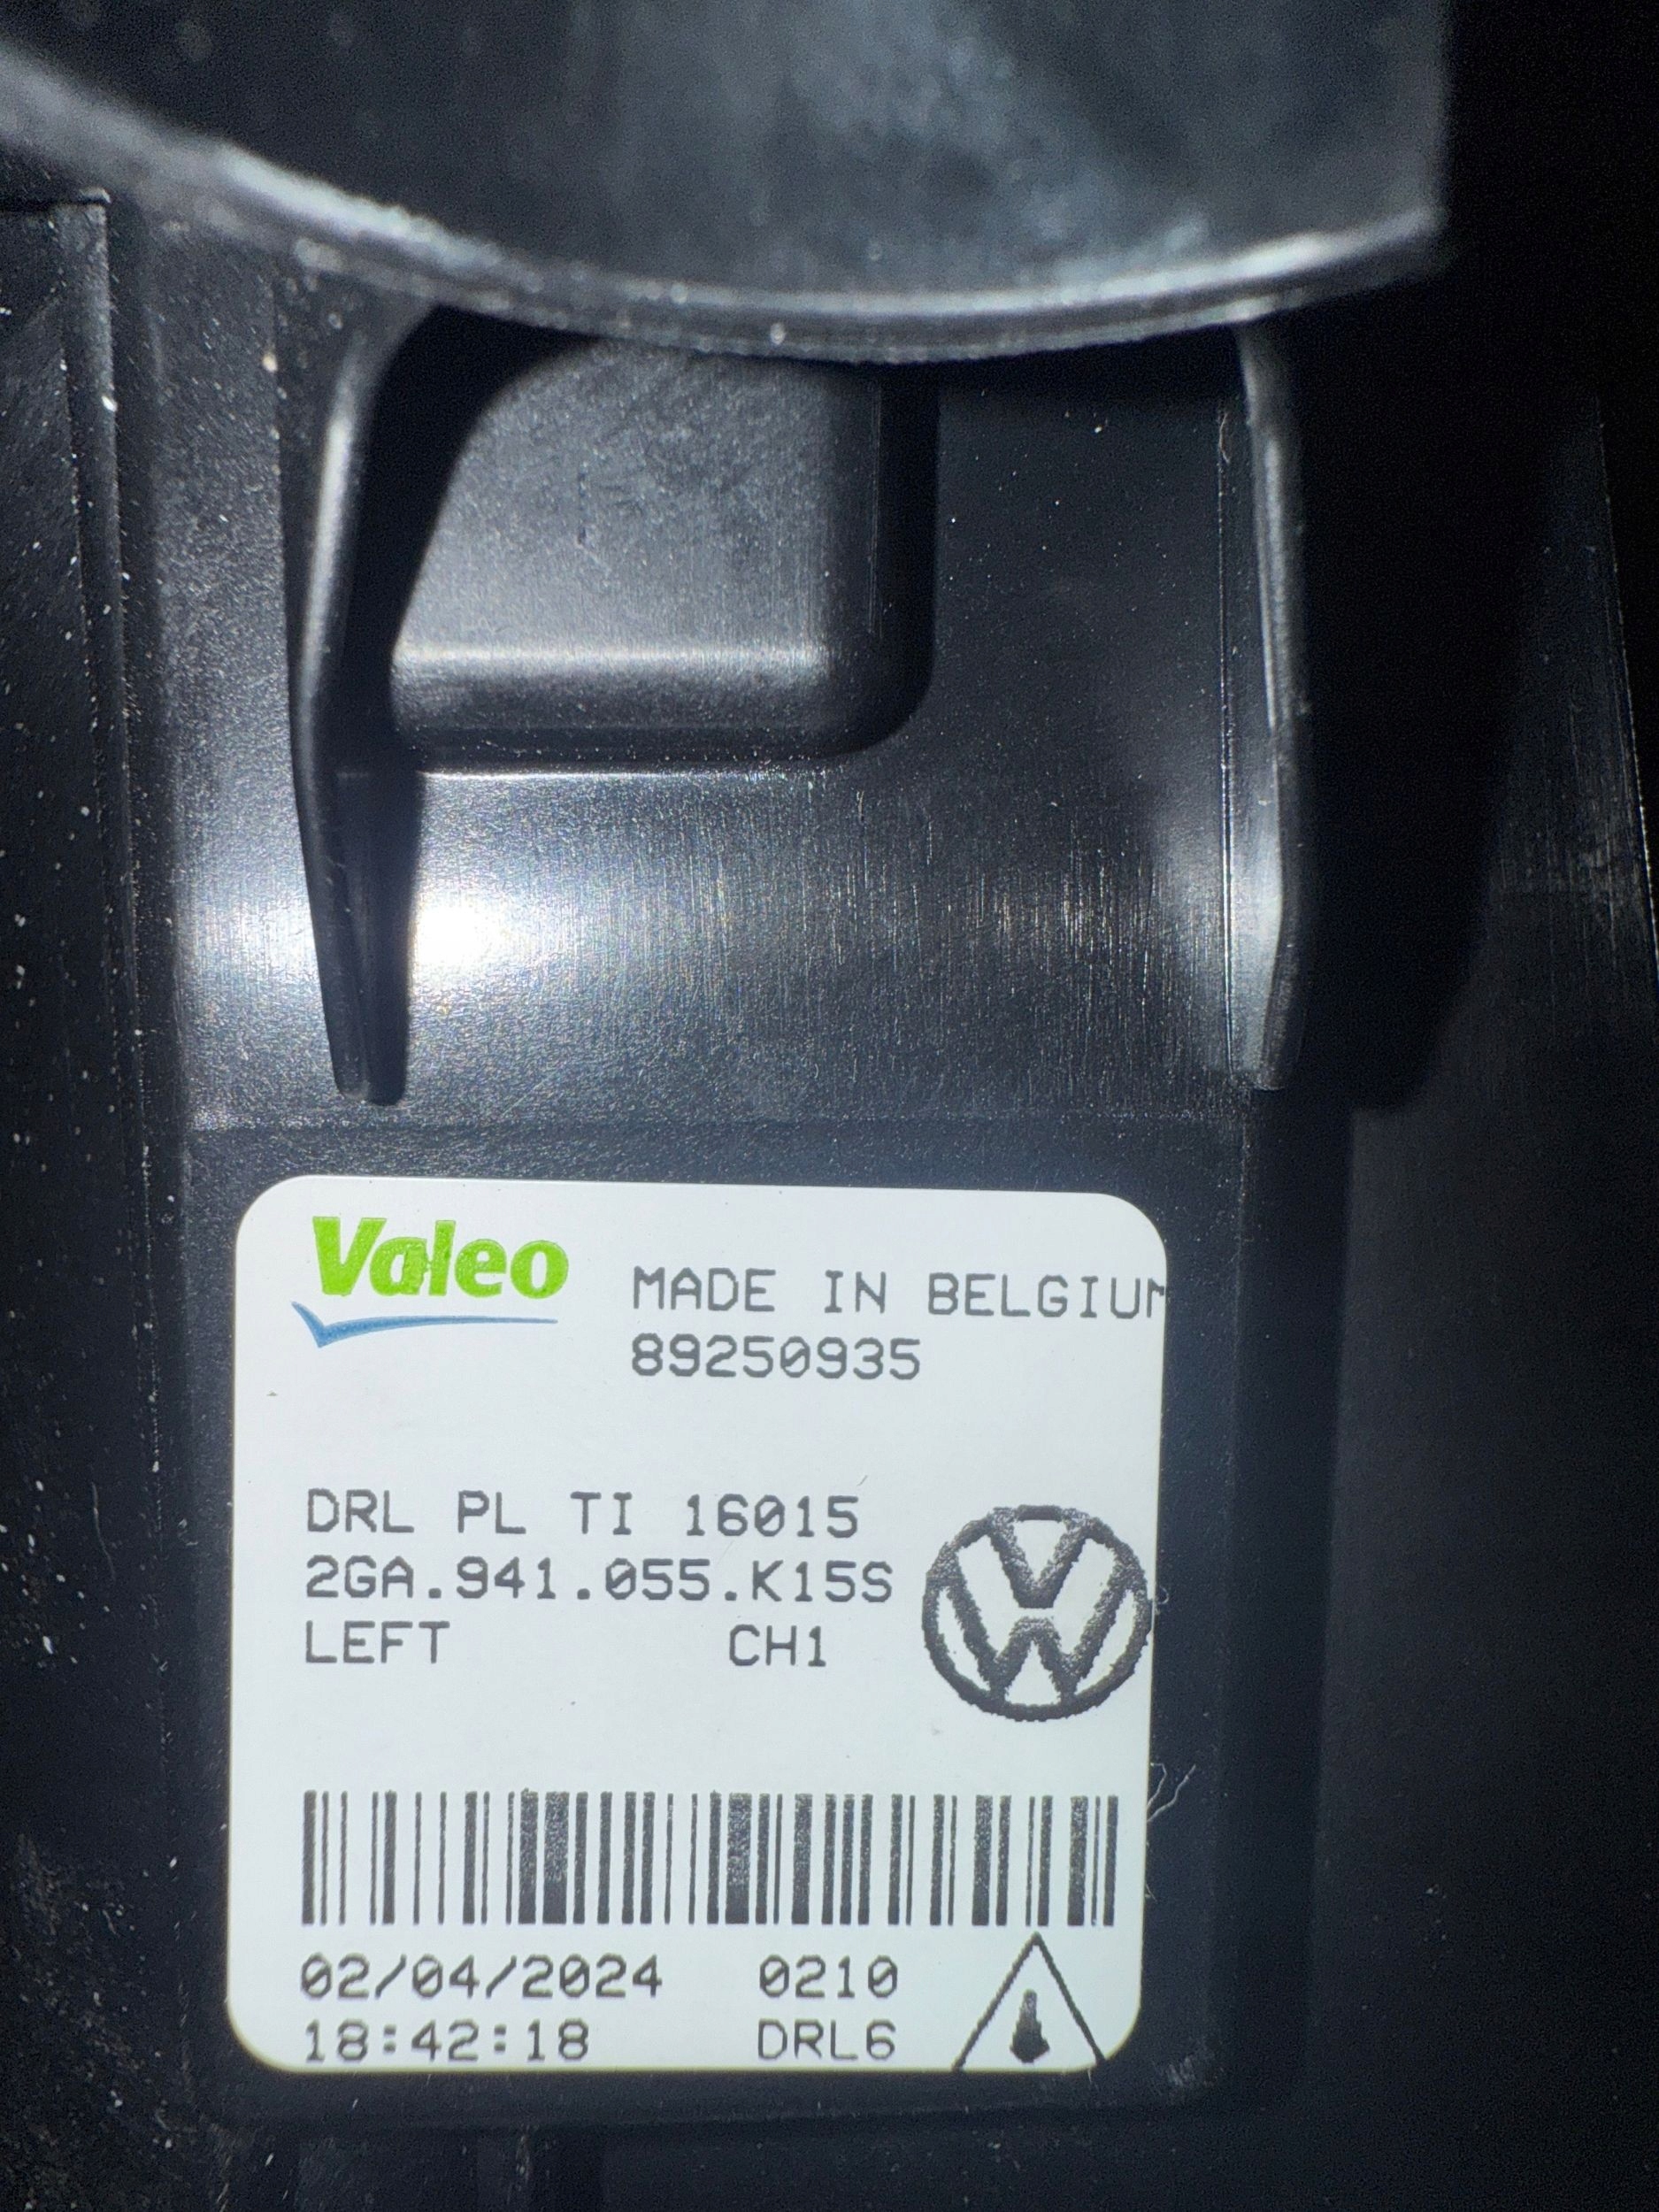 Valeo
MADE IN BELGIUM
89250935
DRL PL TI 16015
2GA.941.055.K15S
LEFT CH1
02/04/2024 0210
18:42:18 DRL6